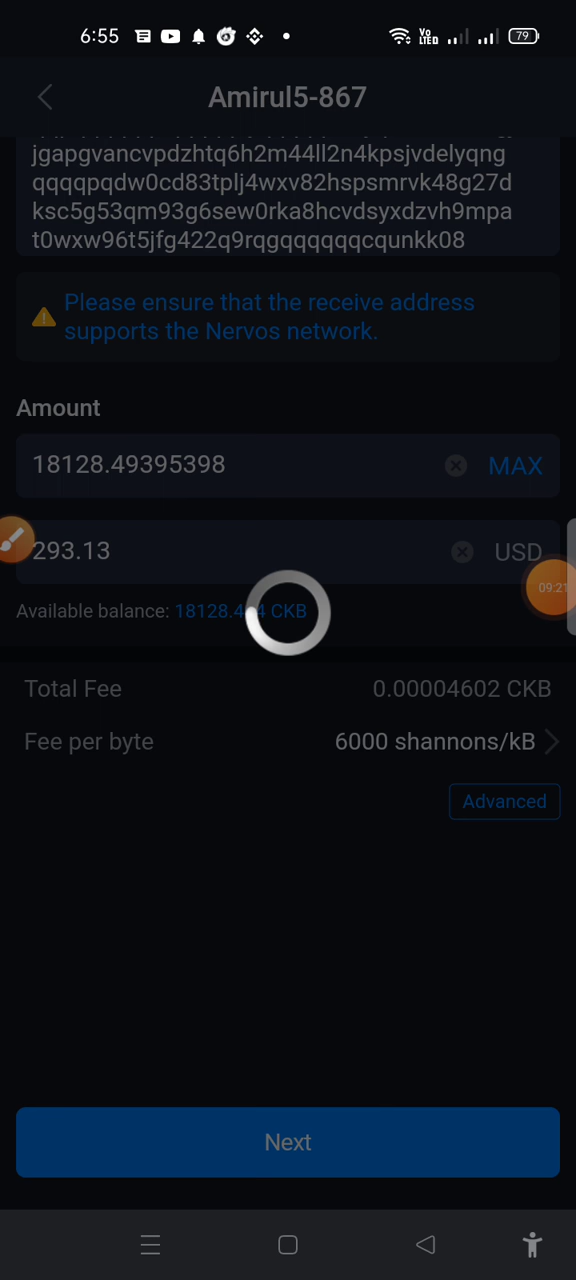 6:55
VoLTED
79
Amirul5-867
jgapgvancvpdzhtq6h2m44ll2n4kpsjvdelyqng
qqqqpqdw0cd83tplj4wxv82hspsmrvk48g27d
ksc5g53qm93g6sew0rka8hcvdsyxdzvh9mpa
t0wxw96t5jfg422q9rqgqqqqqqcqunkk08
Please ensure that the receive address
supports the Nervos network.
Amount
18128.49395398
MAX
293.13
USD
09:21
Available balance: CKB
Total Fee
0.00004602 CKB
Fee per byte
6000 shannons/kB
Advanced
Next